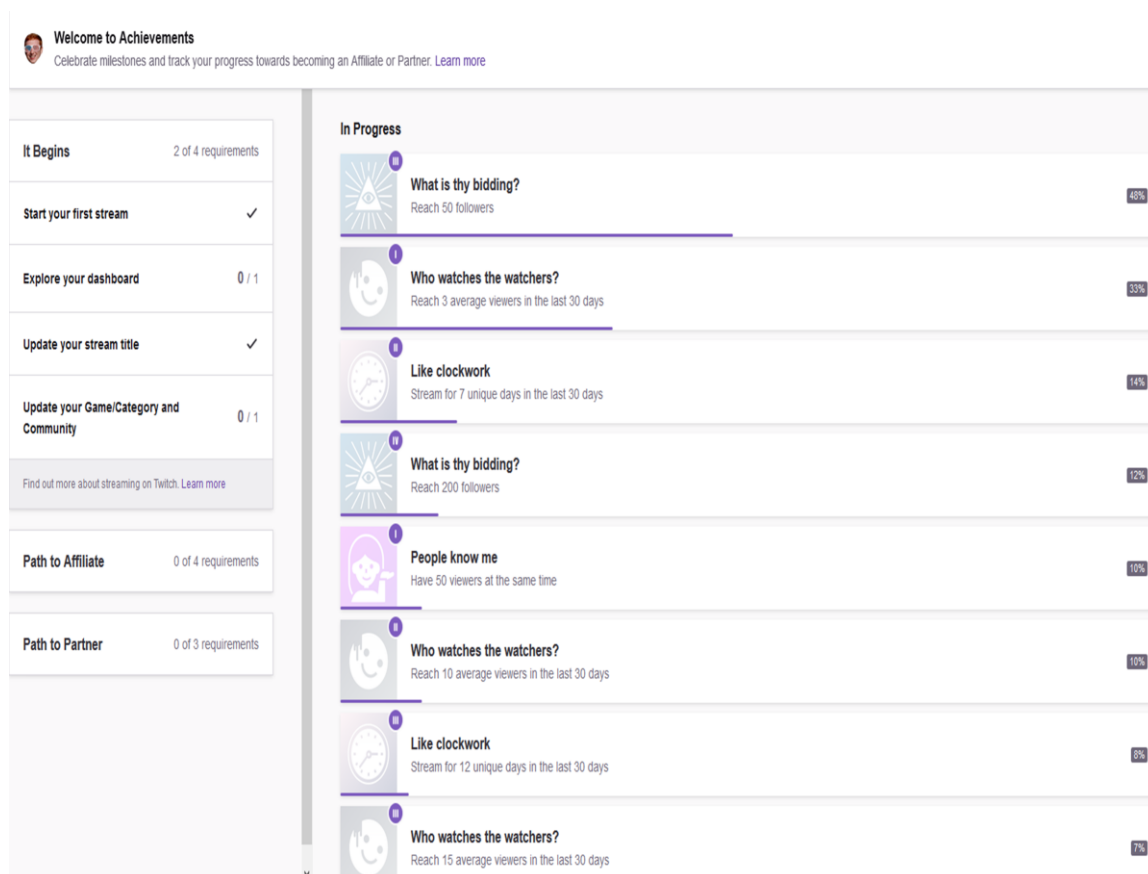 Welcome to Achievements
Celebrate milestones and track your progress towards becoming an Affiliate or Partner. Learn more
It Begins 2 of 4 requirements
Start your first stream
Explore your dashboard 0 / 1
Update your stream title
Update your Game/Category and
Community 0 / 1
Find out more about streaming on Twitch. Learn more
Path to Affiliate 0 of 4 requirements
Path to Partner 0 of 3 requirements
In Progress
III
What is thy bidding?
Reach 50 followers
48%
I
Who watches the watchers?
Reach 3 average viewers in the last 30 days
33%
II
Like clockwork
Stream for 7 unique days in the last 30 days
14%
IV
What is thy bidding?
Reach 200 followers
12%
I
People know me
Have 50 viewers at the same time
10%
II
Who watches the watchers?
Reach 10 average viewers in the last 30 days
10%
III
Like clockwork
Stream for 12 unique days in the last 30 days
8%
III
Who watches the watchers?
Reach 15 average viewers in the last 30 days
7%